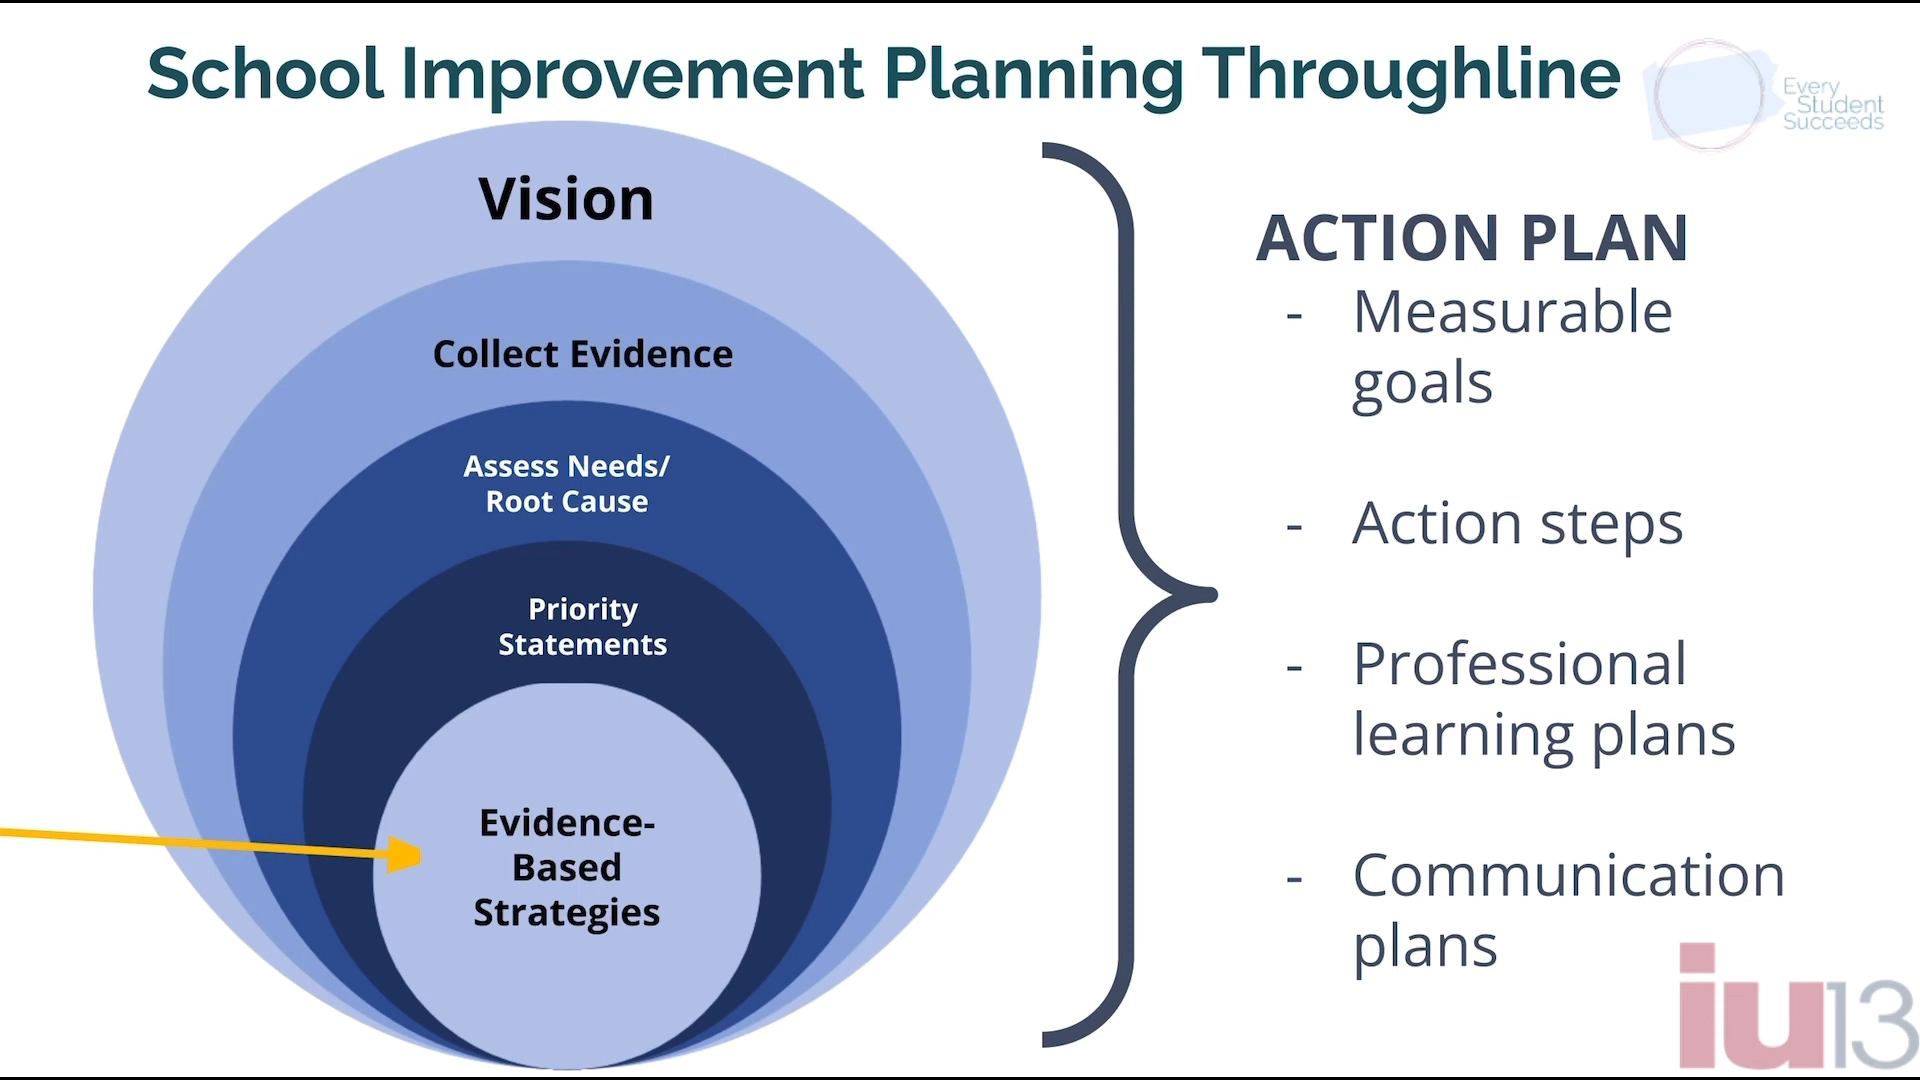 School Improvement Planning Throughline
Every
Student
Succeeds
Vision
Collect Evidence
Assess Needs/
Root Cause
Priority
Statements
Evidence-
Based
Strategies
ACTION PLAN
- Measurable
goals
- Action steps
- Professional
learning plans
- Communication
plans
iu13